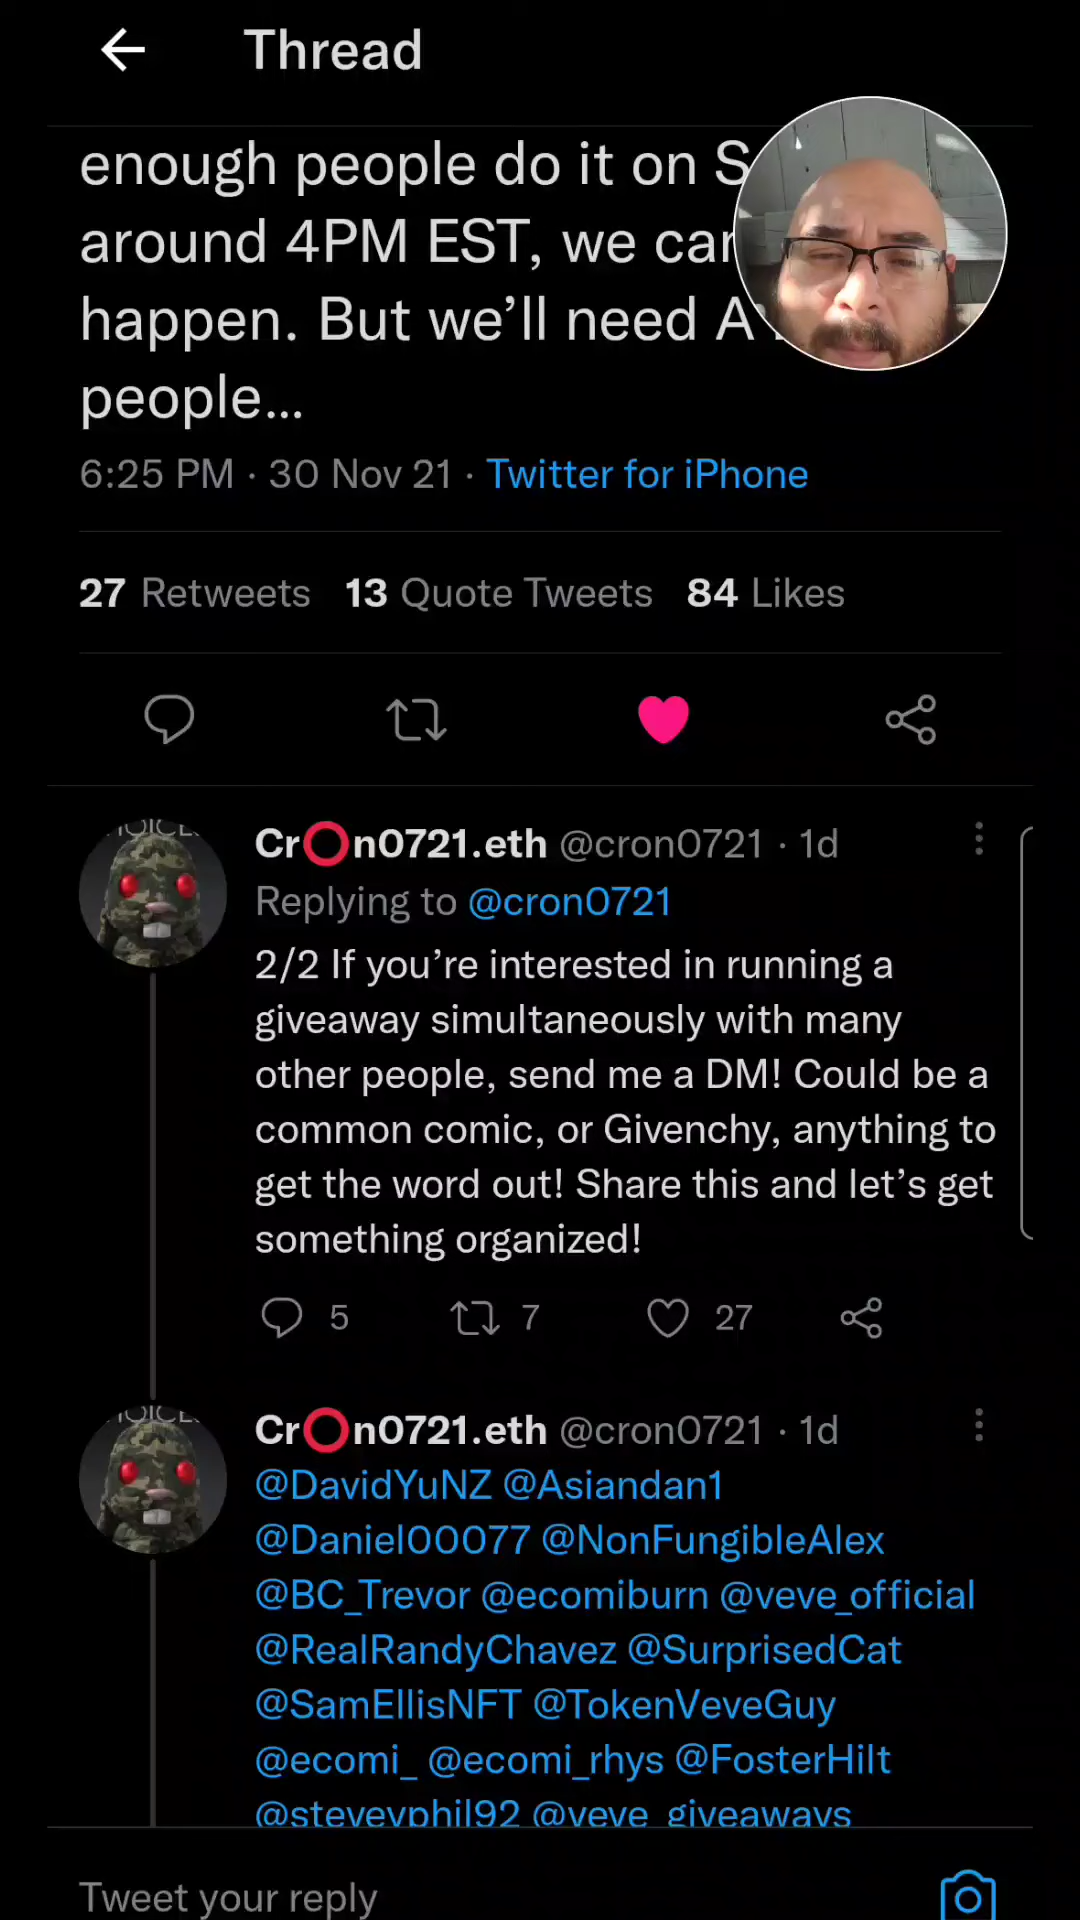 Thread
enough people do it on S
around 4PM EST, we car
happen. But we’ll need A
people...
6:25 PM · 30 Nov 21 · Twitter for iPhone
27 Retweets 13 Quote Tweets 84 Likes
Cr⭕n0721.eth @cron0721 · 1d
Replying to @cron0721
2/2 If you’re interested in running a
giveaway simultaneously with many
other people, send me a DM! Could be a
common comic, or Givenchy, anything to
get the word out! Share this and let’s get
something organized!
5 7 27
Cr⭕n0721.eth @cron0721 · 1d
@DavidYuNZ @Asiandan1
@Daniel00077 @NonFungibleAlex
@BC_Trevor @ecomiburn @veve_official
@RealRandyChavez @SurprisedCat
@SamEllisNFT @TokenVeveGuy
@ecomi_ @ecomi_rhys @FosterHilt
@stevevphil92 @veve_giveaways
Tweet your reply